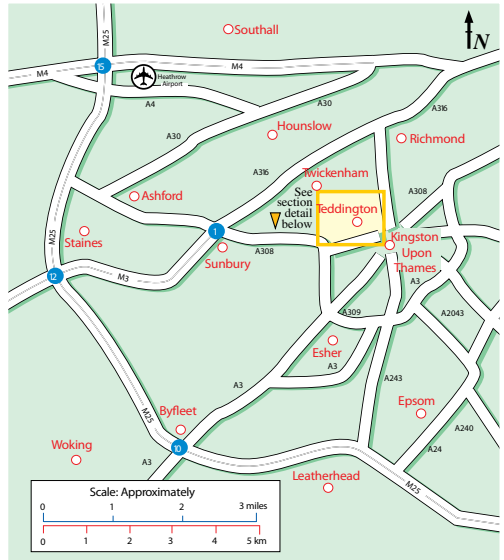 N
Southall
M25
15
M4
Heathrow
Airport
M4
A4
A30
A316
Hounslow
A30
Richmond
A316
Twickenham
See
section
detail
below
A308
Ashford
Teddington
M25
Staines
1
Kingston
Upon
Thames
Sunbury
A308
12
M3
A3
A309
A2043
Esher
A3
A3
A243
M25
Byfleet
Epsom
A240
Woking
10
A24
A3
M25
Leatherhead
Scale: Approximately
0
1
2
3 miles
0
1
2
3
4
5 km